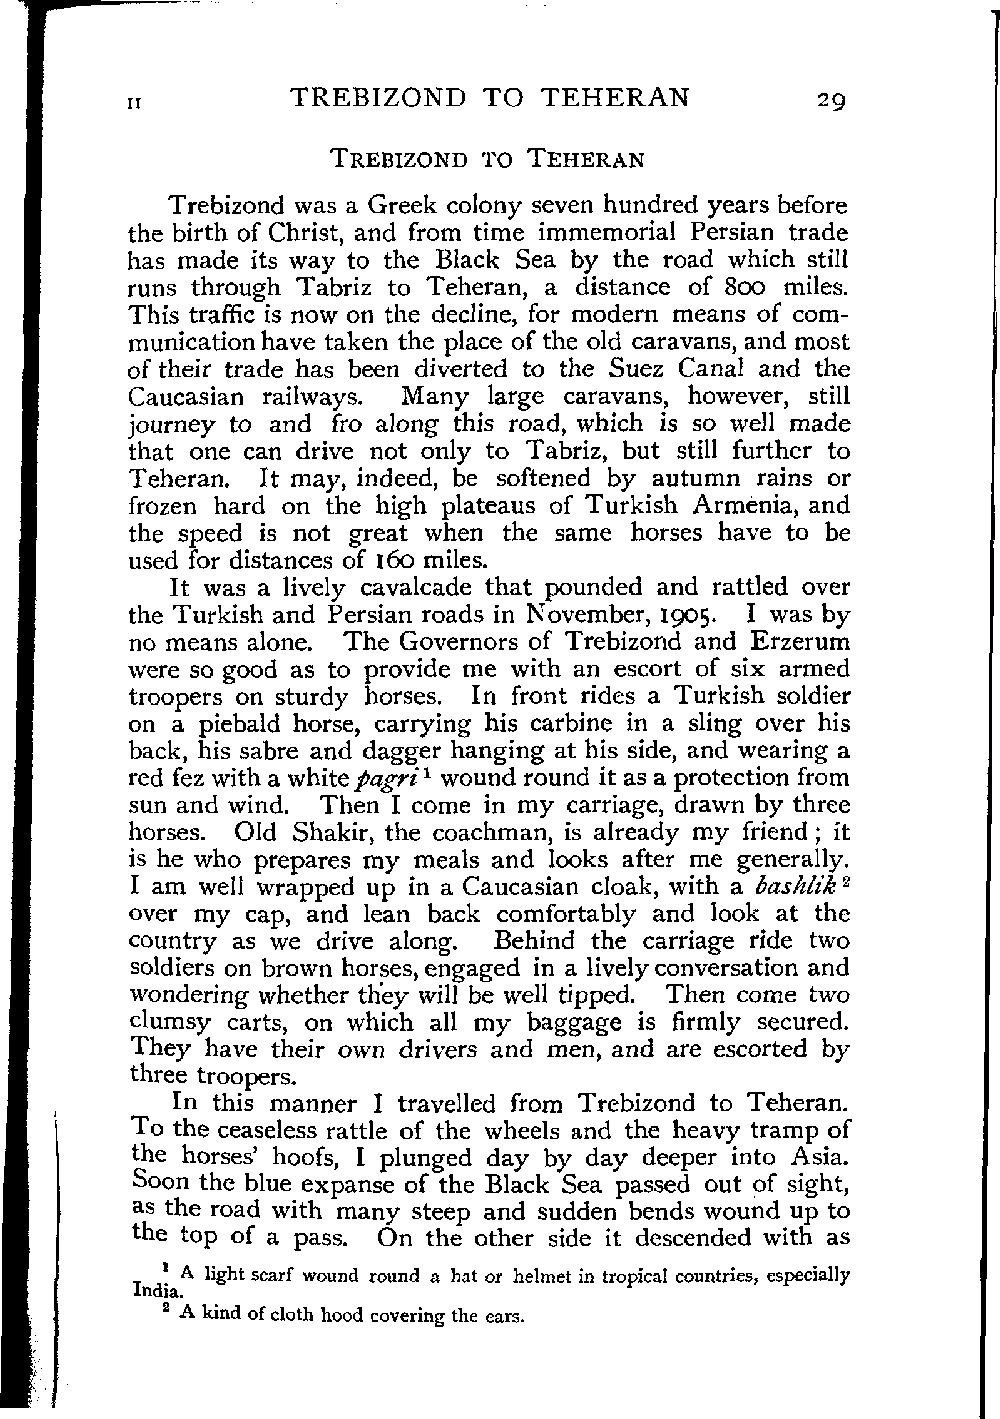 II TREBIZOND TO TEHERAN 29
TREBIZOND TO TEHERAN
Trebizond was a Greek colony seven hundred years before
the birth of Christ, and from time immemorial Persian trade
has made its way to the Black Sea by the road which still
runs through Tabriz to Teheran, a distance of 800 miles.
This traffic is now on the decline, for modern means of com-
munication have taken the place of the old caravans, and most
of their trade has been diverted to the Suez Canal and the
Caucasian railways. Many large caravans, however, still
journey to and fro along this road, which is so well made
that one can drive not only to Tabriz, but still further to
Teheran. It may, indeed, be softened by autumn rains or
frozen hard on the high plateaus of Turkish Armenia, and
the speed is not great when the same horses have to be
used for distances of 160 miles.
It was a lively cavalcade that pounded and rattled over
the Turkish and Persian roads in November, 1905. I was by
no means alone. The Governors of Trebizond and Erzerum
were so good as to provide me with an escort of six armed
troopers on sturdy horses. In front rides a Turkish soldier
on a piebald horse, carrying his carbine in a sling over his
back, his sabre and dagger hanging at his side, and wearing a
red fez with a white pagri¹ wound round it as a protection from
sun and wind. Then I come in my carriage, drawn by three
horses. Old Shakir, the coachman, is already my friend; it
is he who prepares my meals and looks after me generally.
I am well wrapped up in a Caucasian cloak, with a bashlik²
over my cap, and lean back comfortably and look at the
country as we drive along. Behind the carriage ride two
soldiers on brown horses, engaged in a lively conversation and
wondering whether they will be well tipped. Then come two
clumsy carts, on which all my baggage is firmly secured.
They have their own drivers and men, and are escorted by
three troopers.
In this manner I travelled from Trebizond to Teheran.
To the ceaseless rattle of the wheels and the heavy tramp of
the horses' hoofs, I plunged day by day deeper into Asia.
Soon the blue expanse of the Black Sea passed out of sight,
as the road with many steep and sudden bends wound up to
the top of a pass. On the other side it descended with as
¹ A light scarf wound round a hat or helmet in tropical countries, especially
India.
² A kind of cloth hood covering the ears.